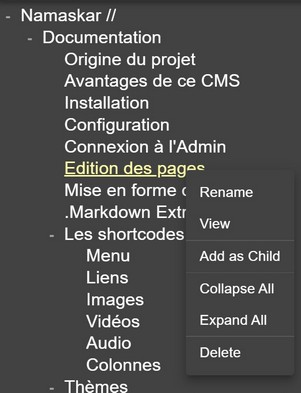 - Namaskar //
- Documentation
Origine du projet
Avantages de ce CMS
Installation
Configuration
Connexion à l'Admin
Edition des pages
Mise en forme
.Markdown Extr
- Les shortcodes
Menu
Liens
Images
Vidéos
Audio
Colonnes
- Thèmes
Rename
View
Add as Child
Collapse All
Expand All
Delete